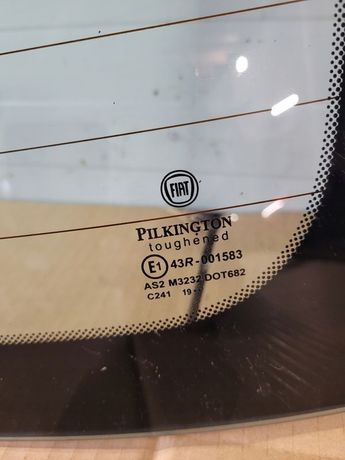 FIAT
PILKINGTON
toughened
E1 43R-001583
AS2 M3232 DOT682
C241 19